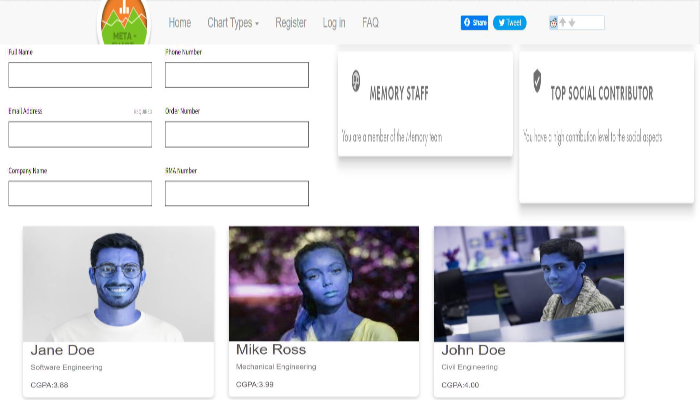 META -
Home
Chart Types
Register
Log in
FAQ
Share
Tweet
Full Name
Phone Number
Email Address
Order Number
Company Name
RMA Number
MEMORY STAFF
You are a member of the Memory team
TOP SOCIAL CONTRIBUTOR
You have a high contribution level to the social aspects
Jane Doe
Software Engineering
CGPA:3.88
Mike Ross
Mechanical Engineering
CGPA:3.99
John Doe
Civil Engineering
CGPA:4.00